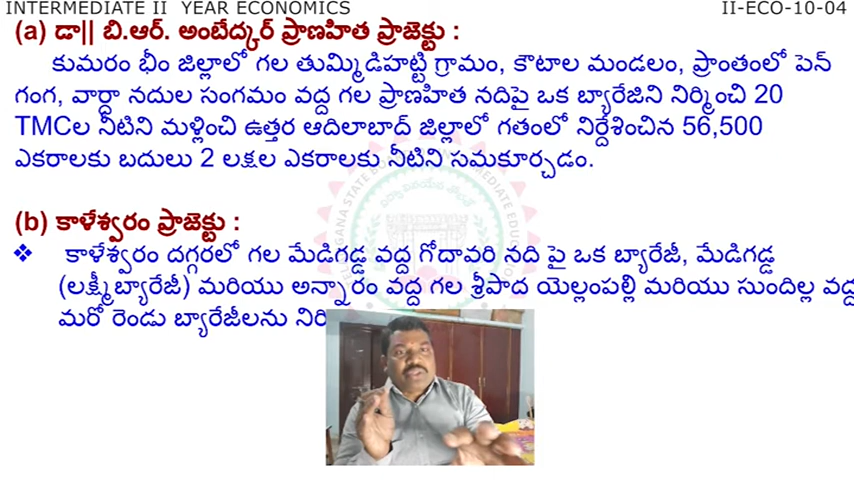 INTERMEDIATE II YEAR ECONOMICS II-ECO-10-04
(a) డా|| బి.ఆర్. అంబేద్కర్ ప్రాణహిత ప్రాజెక్టు :
కుమరం భీం జిల్లాలో గల తుమ్మిడిహట్టి గ్రామం, కౌటాల మండలం, ప్రాంతంలో పెన్
గంగ, వార్ధా నదుల సంగమం వద్ద గల ప్రాణహిత నదిపై ఒక బ్యారేజిని నిర్మించి 20
TMCల నీటిని మళ్లించి ఉత్తర ఆదిలాబాద్ జిల్లాలో గతంలో నిర్దేశించిన 56,500
ఎకరాలకు బదులు 2 లక్షల ఎకరాలకు నీటిని సమకూర్చడం.
(b) కాళేశ్వరం ప్రాజెక్టు :
❖ కాళేశ్వరం దగ్గరలో గల మేడిగడ్డ వద్ద గోదావరి నది పై ఒక బ్యారేజీ, మేడిగడ్డ
(లక్ష్మీబ్యారేజీ) మరియు అన్నారం వద్ద గల శ్రీపాద యెల్లంపల్లి మరియు సుందిల్ల వద్ద
మరో రెండు బ్యారేజీలను